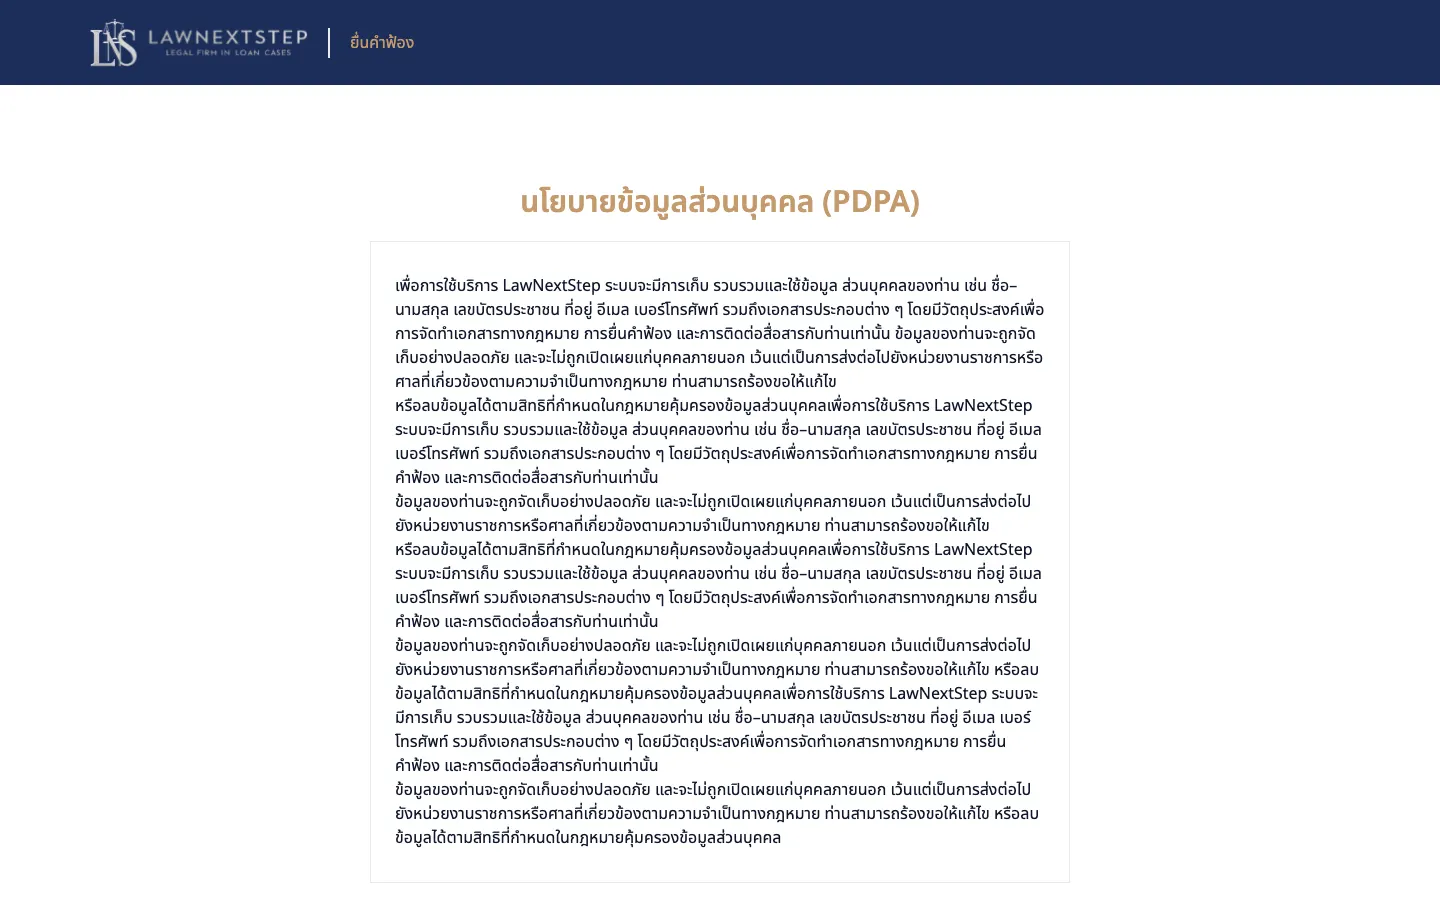 LNS
LAWNEXTSTEP
LEGAL FIRM IN LOAN CASES
ยื่นคำฟ้อง
นโยบายข้อมูลส่วนบุคคล (PDPA)
เพื่อการใช้บริการ LawNextStep ระบบจะมีการเก็บ รวบรวมและใช้ข้อมูล ส่วนบุคคลของท่าน เช่น ชื่อ–
นามสกุล เลขบัตรประชาชน ที่อยู่ อีเมล เบอร์โทรศัพท์ รวมถึงเอกสารประกอบต่าง ๆ โดยมีวัตถุประสงค์เพื่อ
การจัดทำเอกสารทางกฎหมาย การยื่นคำฟ้อง และการติดต่อสื่อสารกับท่านเท่านั้น ข้อมูลของท่านจะถูกจัด
เก็บอย่างปลอดภัย และจะไม่ถูกเปิดเผยแก่บุคคลภายนอก เว้นแต่เป็นการส่งต่อไปยังหน่วยงานราชการหรือ
ศาลที่เกี่ยวข้องตามความจำเป็นทางกฎหมาย ท่านสามารถร้องขอให้แก้ไข
หรือลบข้อมูลได้ตามสิทธิที่กำหนดในกฎหมายคุ้มครองข้อมูลส่วนบุคคลเพื่อการใช้บริการ LawNextStep
ระบบจะมีการเก็บ รวบรวมและใช้ข้อมูล ส่วนบุคคลของท่าน เช่น ชื่อ–นามสกุล เลขบัตรประชาชน ที่อยู่ อีเมล
เบอร์โทรศัพท์ รวมถึงเอกสารประกอบต่าง ๆ โดยมีวัตถุประสงค์เพื่อการจัดทำเอกสารทางกฎหมาย การยื่น
คำฟ้อง และการติดต่อสื่อสารกับท่านเท่านั้น
ข้อมูลของท่านจะถูกจัดเก็บอย่างปลอดภัย และจะไม่ถูกเปิดเผยแก่บุคคลภายนอก เว้นแต่เป็นการส่งต่อไป
ยังหน่วยงานราชการหรือศาลที่เกี่ยวข้องตามความจำเป็นทางกฎหมาย ท่านสามารถร้องขอให้แก้ไข
หรือลบข้อมูลได้ตามสิทธิที่กำหนดในกฎหมายคุ้มครองข้อมูลส่วนบุคคลเพื่อการใช้บริการ LawNextStep
ระบบจะมีการเก็บ รวบรวมและใช้ข้อมูล ส่วนบุคคลของท่าน เช่น ชื่อ–นามสกุล เลขบัตรประชาชน ที่อยู่ อีเมล
เบอร์โทรศัพท์ รวมถึงเอกสารประกอบต่าง ๆ โดยมีวัตถุประสงค์เพื่อการจัดทำเอกสารทางกฎหมาย การยื่น
คำฟ้อง และการติดต่อสื่อสารกับท่านเท่านั้น
ข้อมูลของท่านจะถูกจัดเก็บอย่างปลอดภัย และจะไม่ถูกเปิดเผยแก่บุคคลภายนอก เว้นแต่เป็นการส่งต่อไป
ยังหน่วยงานราชการหรือศาลที่เกี่ยวข้องตามความจำเป็นทางกฎหมาย ท่านสามารถร้องขอให้แก้ไข หรือลบ
ข้อมูลได้ตามสิทธิที่กำหนดในกฎหมายคุ้มครองข้อมูลส่วนบุคคลเพื่อการใช้บริการ LawNextStep ระบบจะ
มีการเก็บ รวบรวมและใช้ข้อมูล ส่วนบุคคลของท่าน เช่น ชื่อ–นามสกุล เลขบัตรประชาชน ที่อยู่ อีเมล เบอร์
โทรศัพท์ รวมถึงเอกสารประกอบต่าง ๆ โดยมีวัตถุประสงค์เพื่อการจัดทำเอกสารทางกฎหมาย การยื่น
คำฟ้อง และการติดต่อสื่อสารกับท่านเท่านั้น
ข้อมูลของท่านจะถูกจัดเก็บอย่างปลอดภัย และจะไม่ถูกเปิดเผยแก่บุคคลภายนอก เว้นแต่เป็นการส่งต่อไป
ยังหน่วยงานราชการหรือศาลที่เกี่ยวข้องตามความจำเป็นทางกฎหมาย ท่านสามารถร้องขอให้แก้ไข หรือลบ
ข้อมูลได้ตามสิทธิที่กำหนดในกฎหมายคุ้มครองข้อมูลส่วนบุคคล